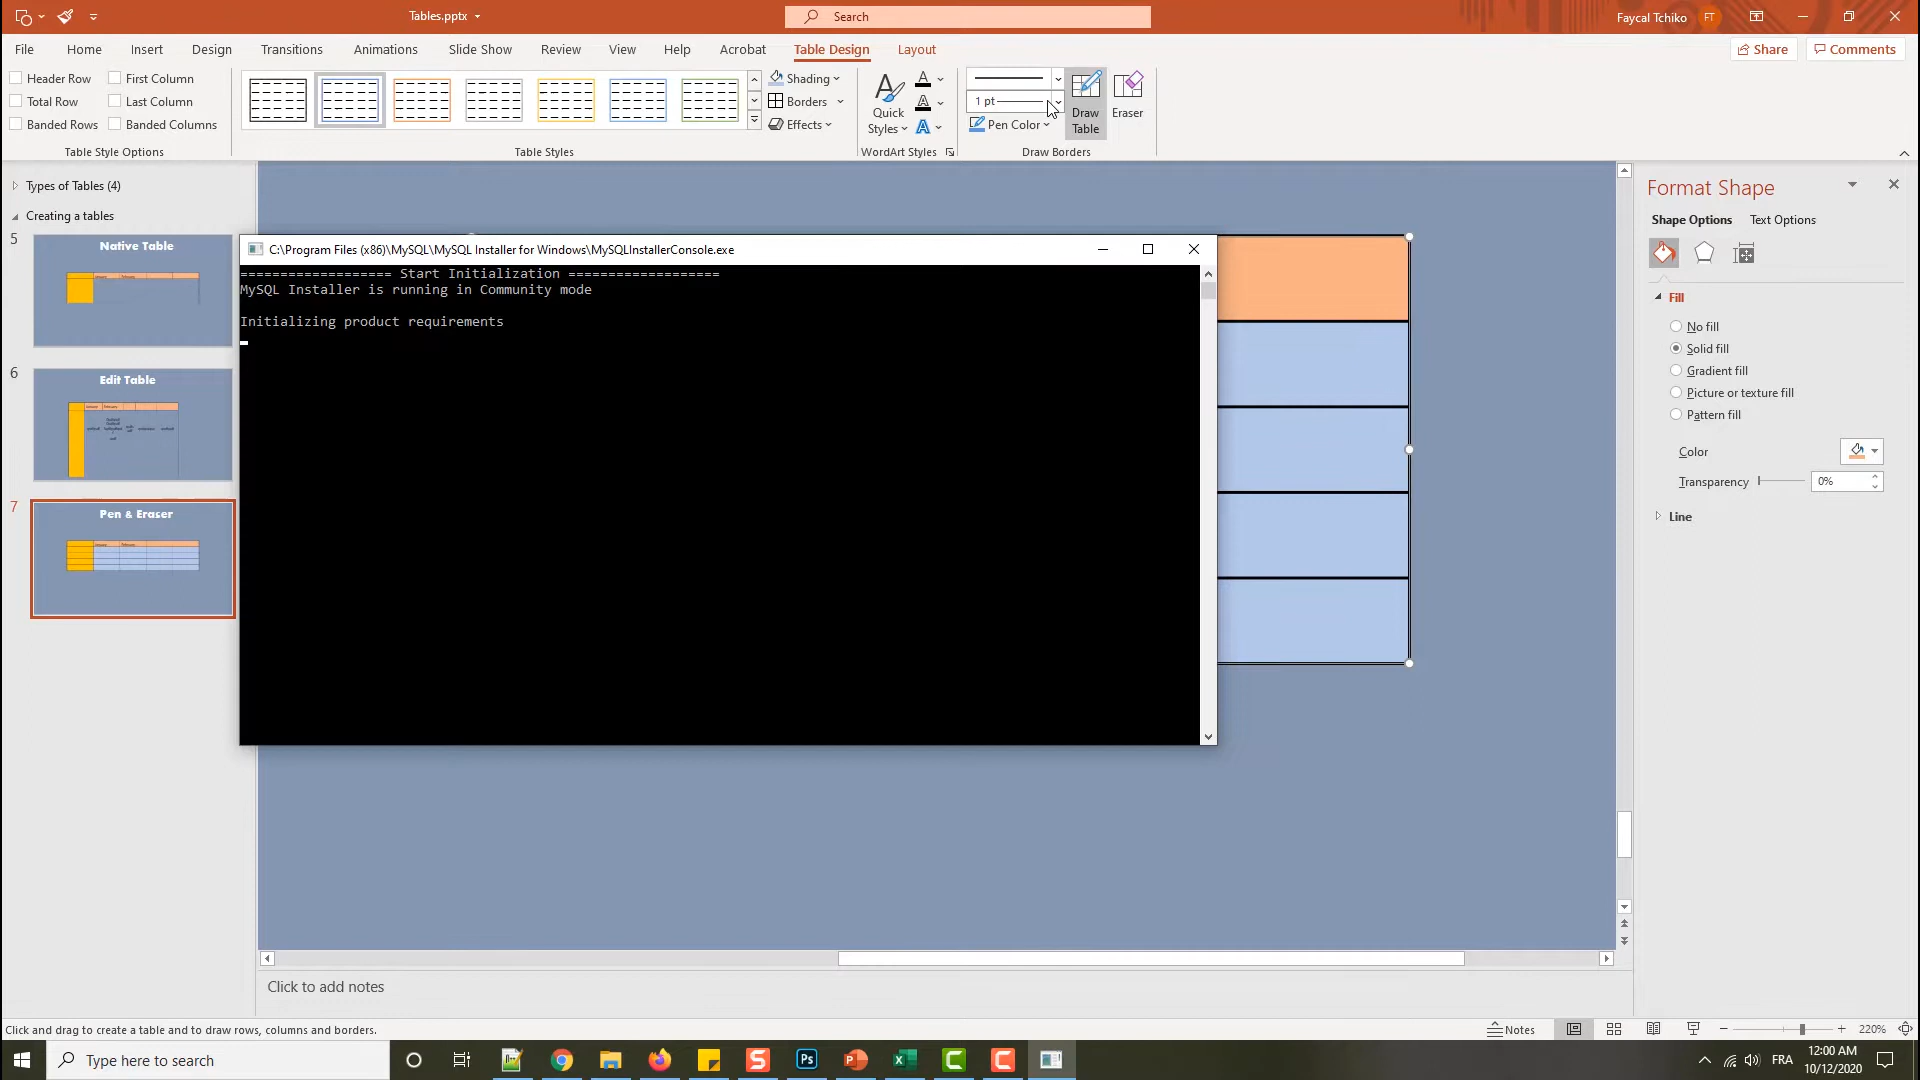 Tables.pptx
Search
Faycal Tchiko
FT
File Home Insert Design Transitions Animations Slide Show Review View Help Acrobat Table Design Layout
Share
Comments
Header Row
First Column
Total Row
Last Column
Banded Rows
Banded Columns
Table Style Options
Shading
Borders
Effects
Table Styles
Quick
Styles
WordArt Styles
1 pt
Pen Color
Draw
Table
Eraser
Draw Borders
Types of Tables (4)
Creating a tables
5
Native Table
6
Edit Table
7
Pen & Eraser
C:\Program Files (x86)\MySQL\MySQL Installer for Windows\MySQLInstallerConsole.exe
=================== Start Initialization ===================
MySQL Installer is running in Community mode
Initializing product requirements
Format Shape
Shape Options Text Options
Fill
No fill
Solid fill
Gradient fill
Picture or texture fill
Pattern fill
Color
Transparency
0%
Line
Click to add notes
Click and drag to create a table and to draw rows, columns and borders.
Notes
220%
Type here to search
FRA
12:00 AM
10/12/2020